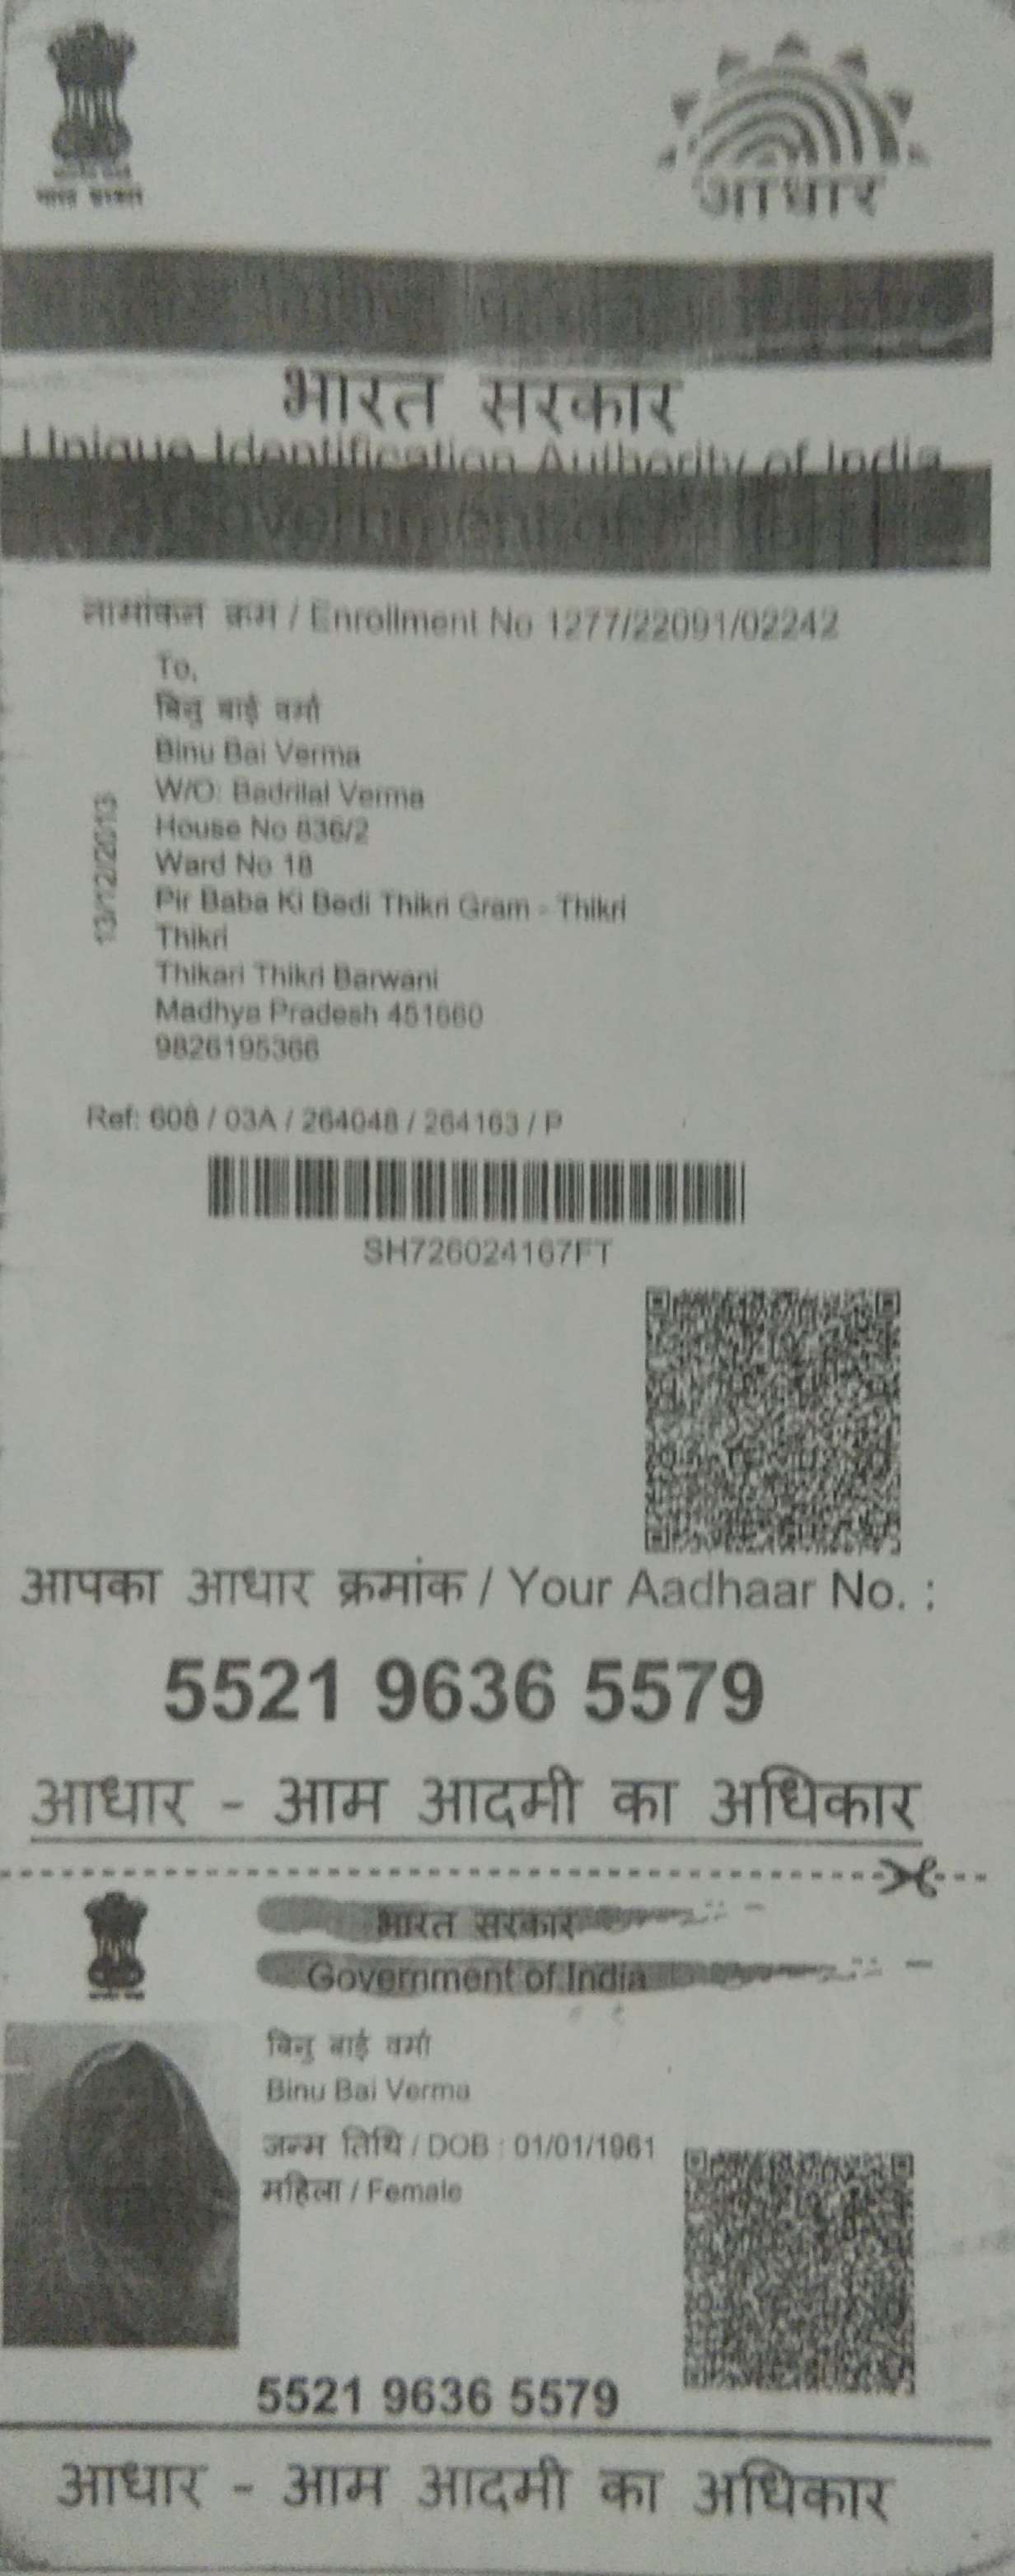 भारत सरकार
आधार
भारत सरकार
Unique Identification Authority of India
Government of India
नामांकन क्रम / Enrollment No 1277/22091/02242
To,
बिनु बाई वर्मा
Binu Bai Verma
W/O: Badrilal Verma
House No 836/2
Ward No 18
Pir Baba Ki Bedi Thikri Gram - Thikri
Thikri
Thikari Thikri Barwani
Madhya Pradesh 451660
9826195366
13/12/2013
Ref: 608 / 03A / 264048 / 264163 / P
SH726024167FT
आपका आधार क्रमांक / Your Aadhaar No. :
5521 9636 5579
आधार - आम आदमी का अधिकार
भारत सरकार
Government of India
बिनु बाई वर्मा
Binu Bai Verma
जन्म तिथि / DOB : 01/01/1961
महिला / Female
5521 9636 5579
आधार - आम आदमी का अधिकार